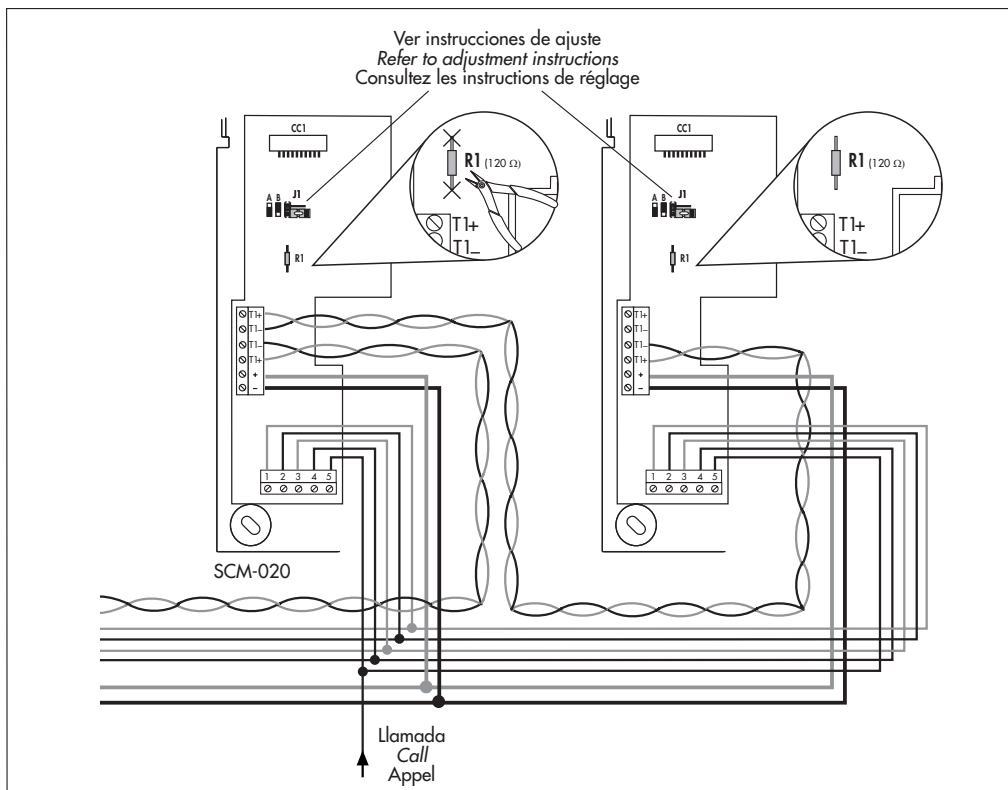 Ver instrucciones de ajuste
Refer to adjustment instructions
Consultez les instructions de réglage
CC1
A B
J1
R1
R1 (120 Ω)
T1+
T1–
T1+
T1–
T1–
T1+
+
–
1 2 3 4 5
SCM-020
CC1
A B
J1
R1
R1 (120 Ω)
T1+
T1–
T1+
T1–
T1–
T1+
+
–
1 2 3 4 5
Llamada
Call
Appel